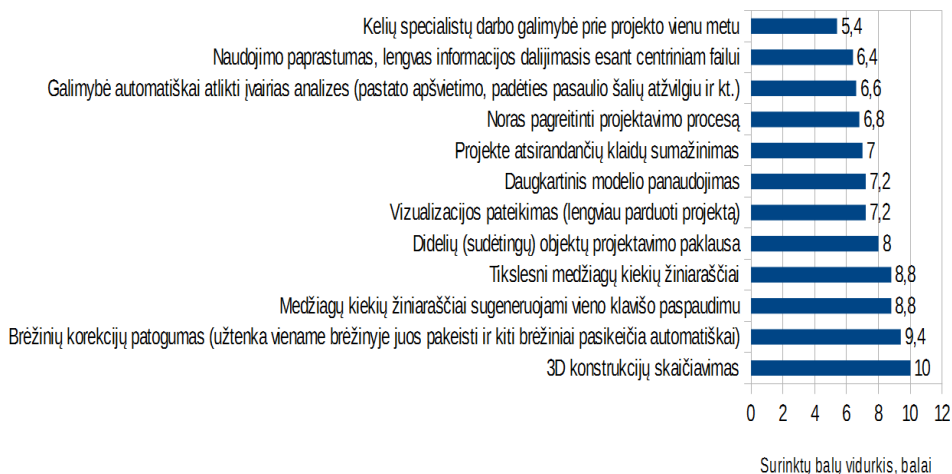 Kelių specialistų darbo galimybė prie projekto vienu metu 5,4
Naudojimo paprastumas, lengvas informacijos dalijimasis esant centriniam failui 6,4
Galimybė automatiškai atlikti įvairias analizes (pastato apšvietimo, padėties pasaulio šalių atžvilgiu ir kt.) 6,6
Noras pagreitinti projektavimo procesą 6,8
Projekte atsirandančių klaidų sumažinimas 7
Daugkartinis modelio panaudojimas 7,2
Vizualizacijos pateikimas (lengviau parduoti projektą) 7,2
Didelių (sudėtingų) objektų projektavimo paklausa 8
Tikslesni medžiagų kiekių žiniaraščiai 8,8
Medžiagų kiekių žiniaraščiai sugeneruojami vieno klavišo paspaudimu 8,8
Brėžinių korekcijų patogumas (užtenka viename brėžinyje juos pakeisti ir kiti brėžiniai pasikeičia automatiškai) 9,4
3D konstrukcijų skaičiavimas 10
0 2 4 6 8 10 12
Surinktų balų vidurkis, balai